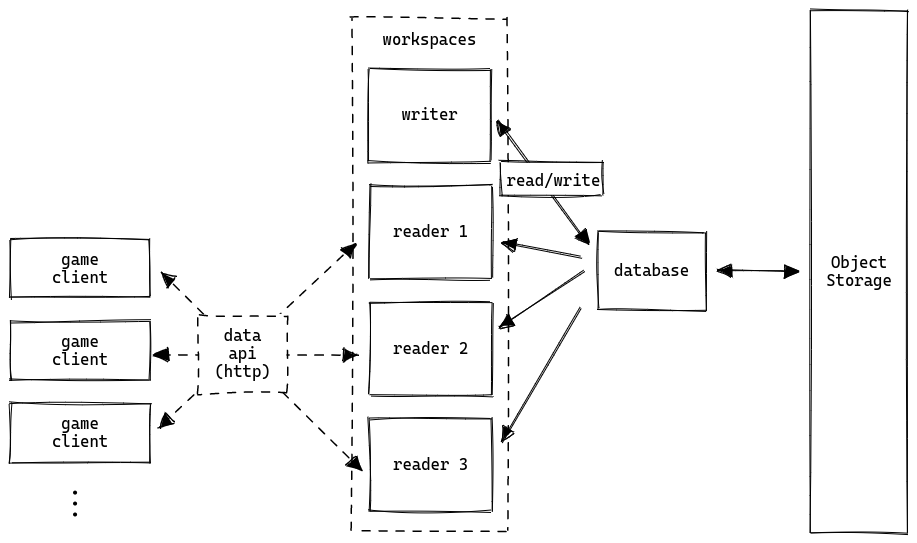 workspaces
writer
read/write
reader 1
game
client
database
Object
Storage
data
api
(http)
game
client
reader 2
game
client
reader 3